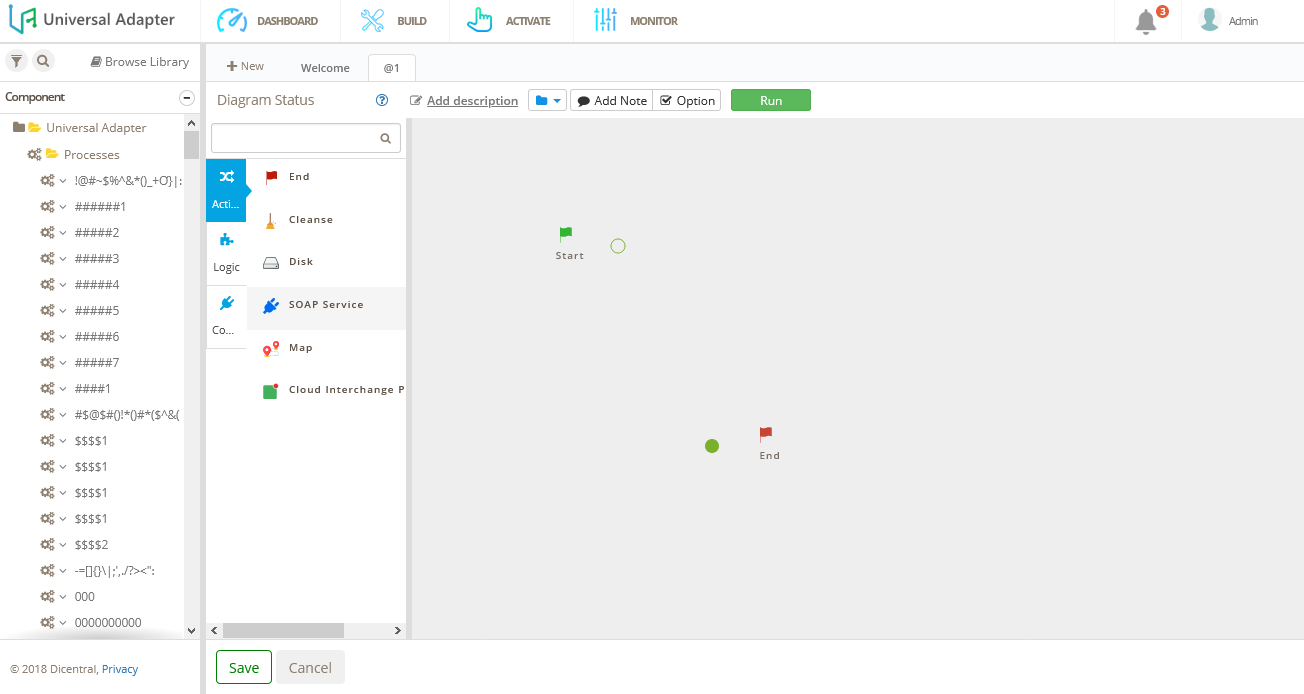 Universal Adapter
DASHBOARD
BUILD
ACTIVATE
MONITOR
3
Admin
Browse Library
New
Welcome
@1
Component
Diagram Status
Add description
Add Note
Option
Run
Universal Adapter
Processes
!@#~$%^&*()_+O}|:
######1
#####2
#####3
#####4
#####5
#####6
#####7
####1
#$@$#()!*()#*($^&(
$$$$1
$$$$1
$$$$1
$$$$1
$$$$2
-=[]{}\|;',./?><":
000
0000000000
Acti...
Logic
Co...
End
Cleanse
Disk
SOAP Service
Map
Cloud Interchange P
Start
End
© 2018 Dicentral, Privacy
Save
Cancel